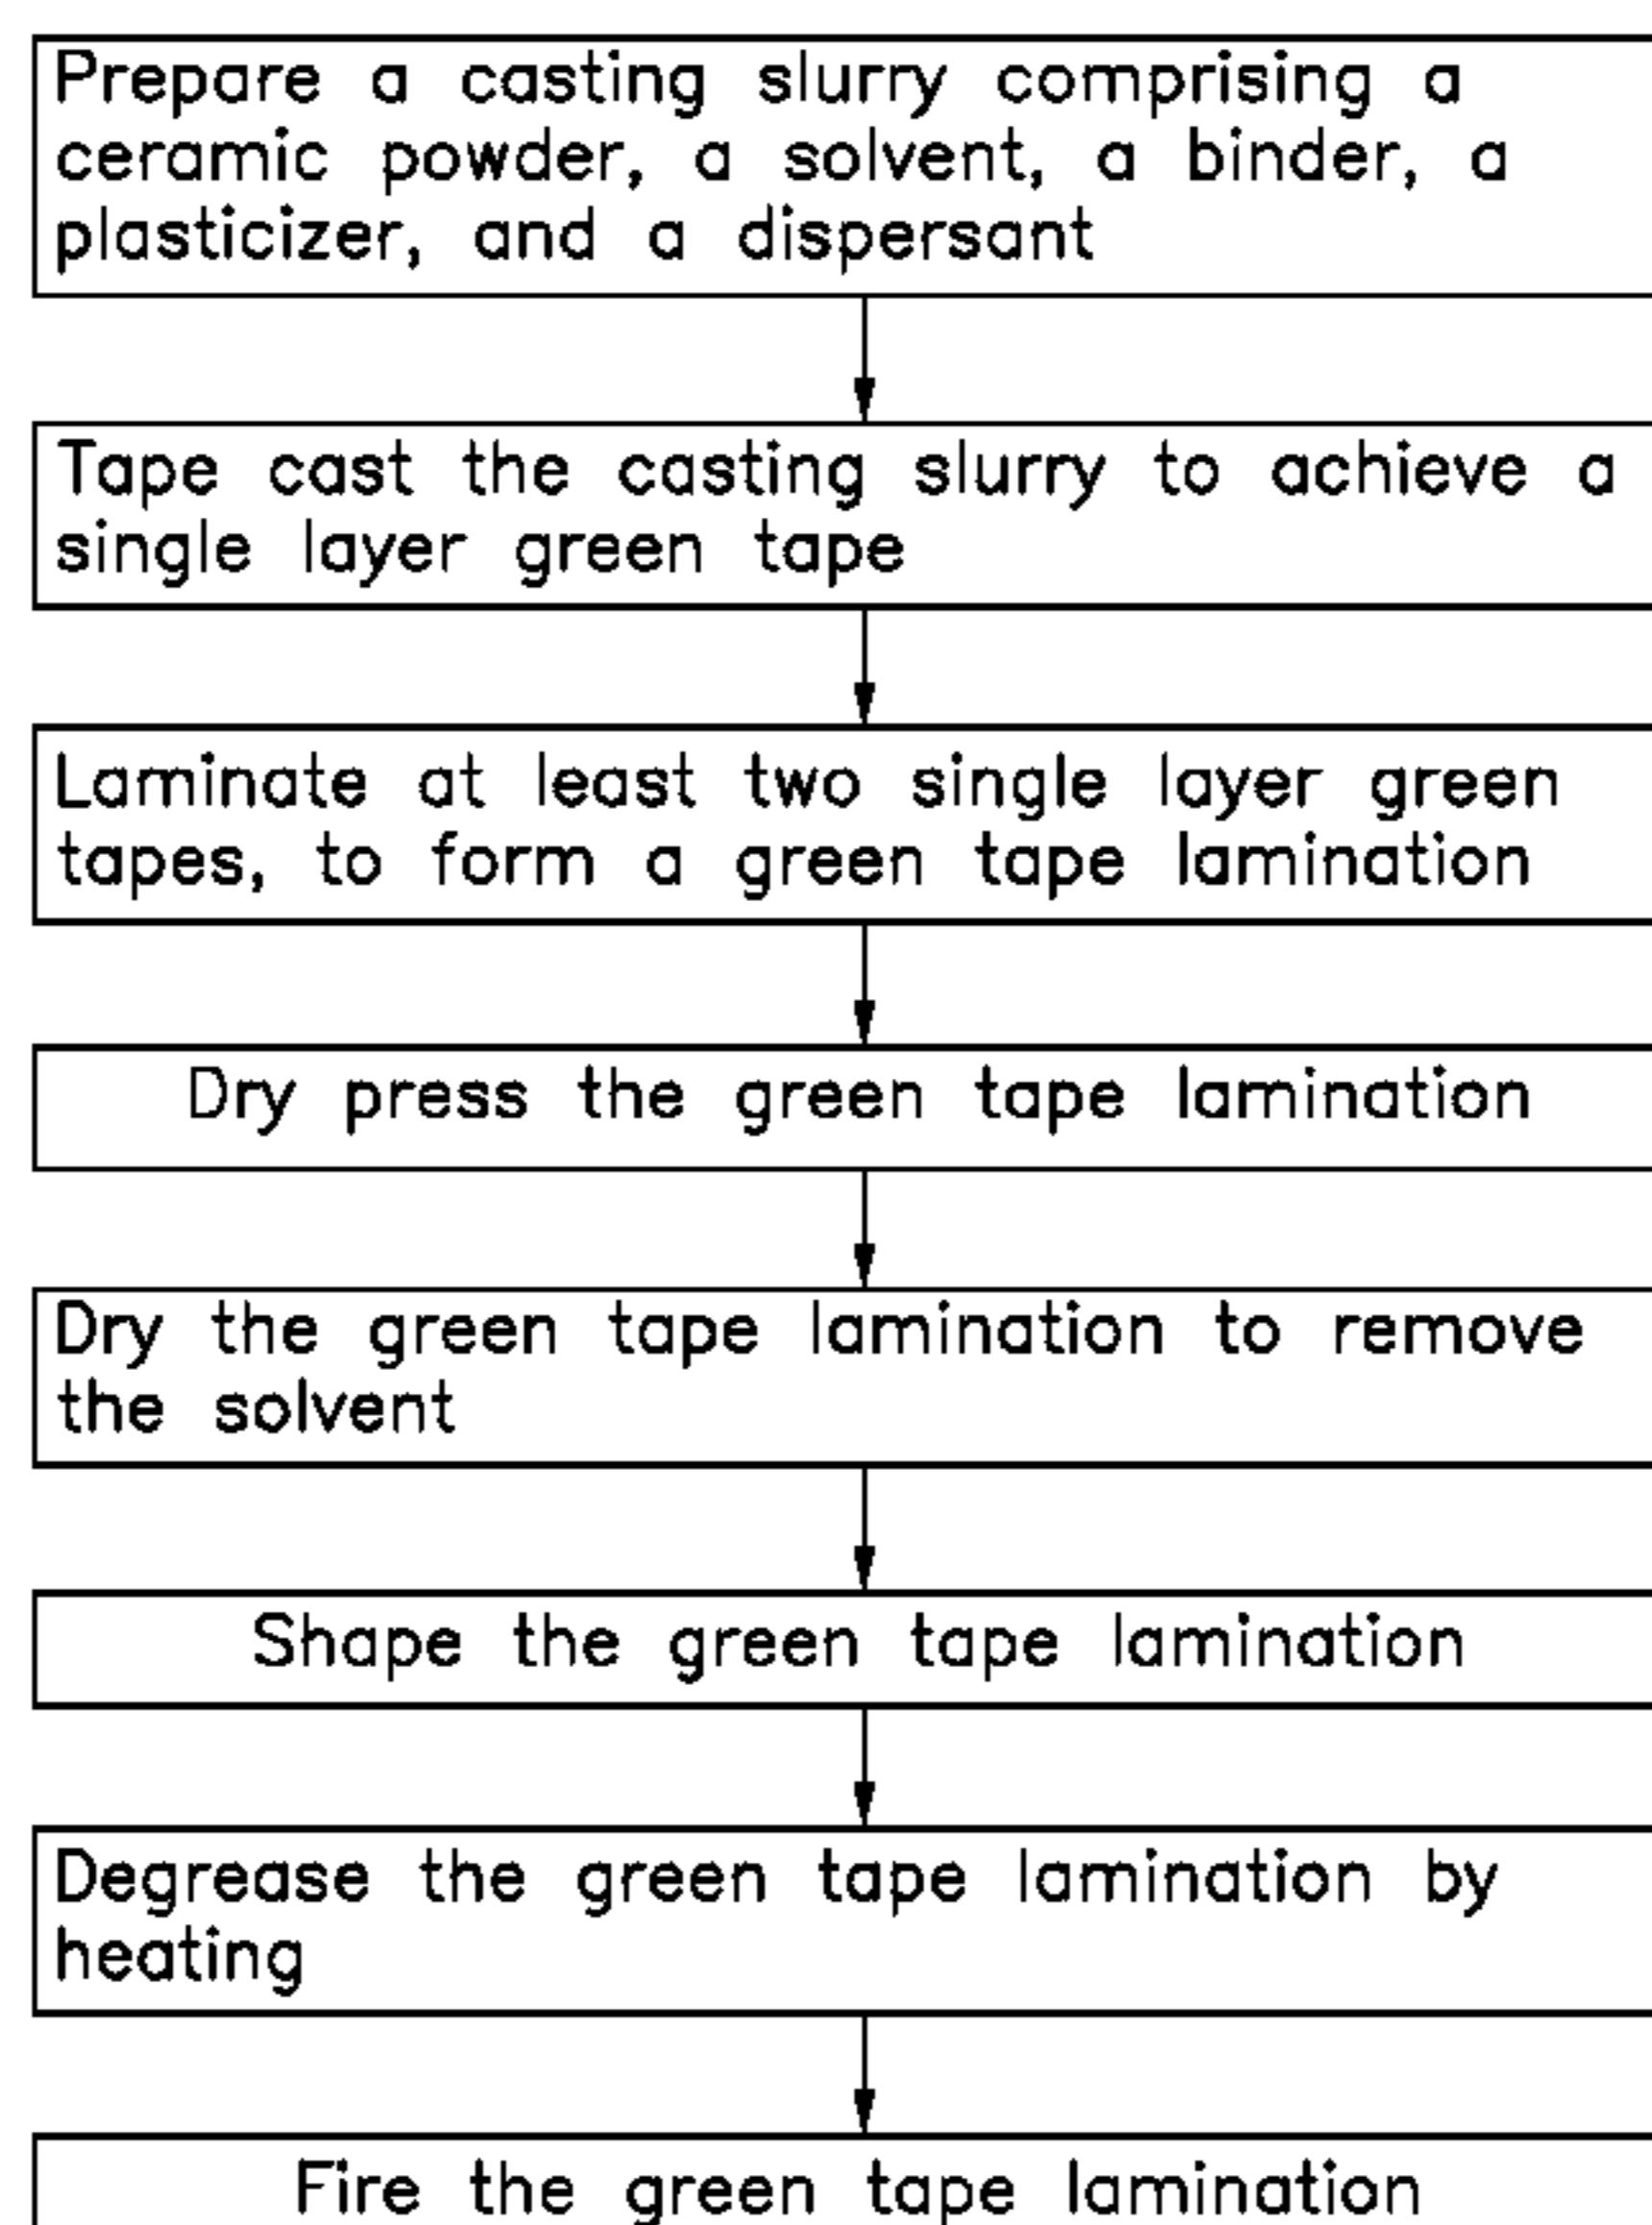 Prepare a casting slurry comprising a
ceramic powder, a solvent, a binder, a
plasticizer, and a dispersant
Tape cast the casting slurry to achieve a
single layer green tape
Laminate at least two single layer green
tapes, to form a green tape lamination
Dry press the green tape lamination
Dry the green tape lamination to remove
the solvent
Shape the green tape lamination
Degrease the green tape lamination by
heating
Fire the green tape lamination